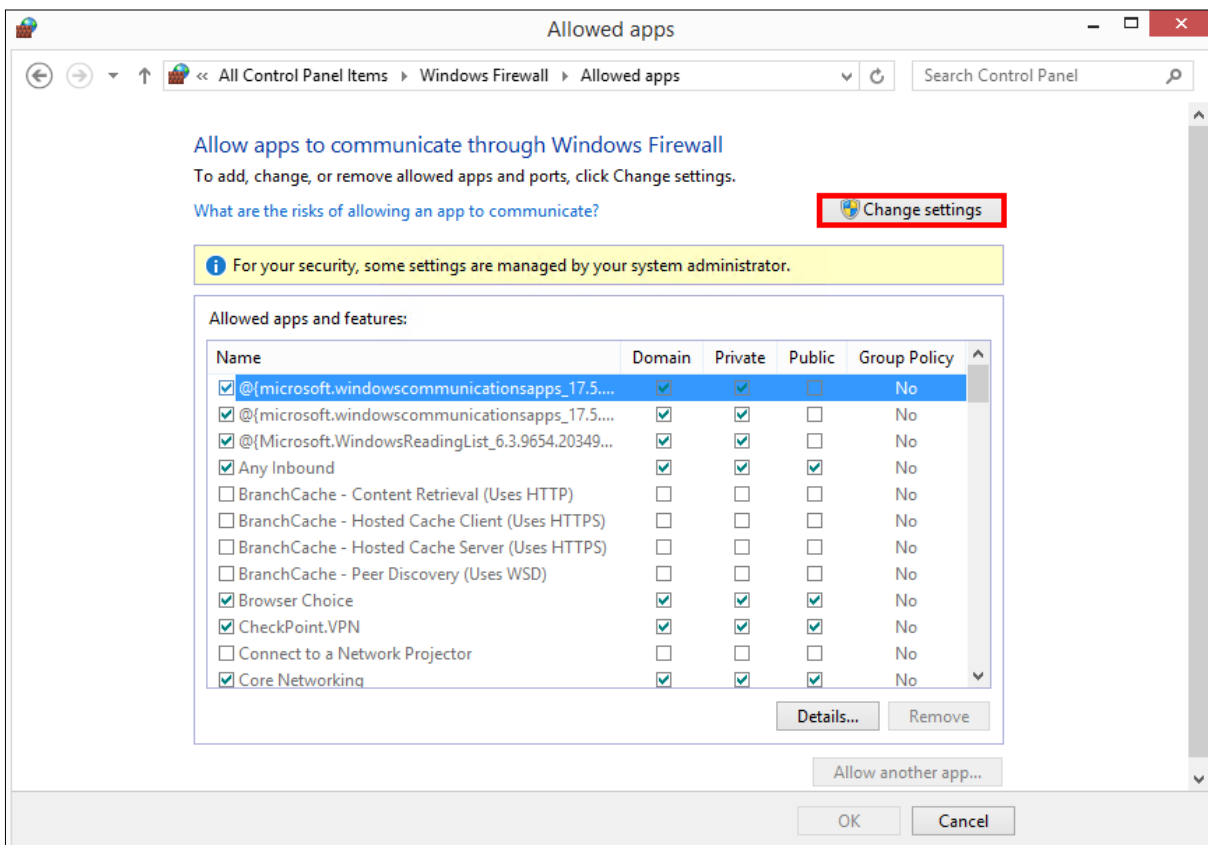 Allowed apps
« All Control Panel Items Windows Firewall Allowed apps
Search Control Panel
Allow apps to communicate through Windows Firewall
To add, change, or remove allowed apps and ports, click Change settings.
What are the risks of allowing an app to communicate?
Change settings
For your security, some settings are managed by your system administrator.
Allowed apps and features:
Name Domain Private Public Group Policy
@{microsoft.windowscommunicationsapps_17.5.... No
@{microsoft.windowscommunicationsapps_17.5.... No
@{Microsoft.WindowsReadingList_6.3.9654.20349... No
Any Inbound No
BranchCache - Content Retrieval (Uses HTTP) No
BranchCache - Hosted Cache Client (Uses HTTPS) No
BranchCache - Hosted Cache Server (Uses HTTPS) No
BranchCache - Peer Discovery (Uses WSD) No
Browser Choice No
CheckPoint.VPN No
Connect to a Network Projector No
Core Networking No
Details... Remove
Allow another app...
OK Cancel